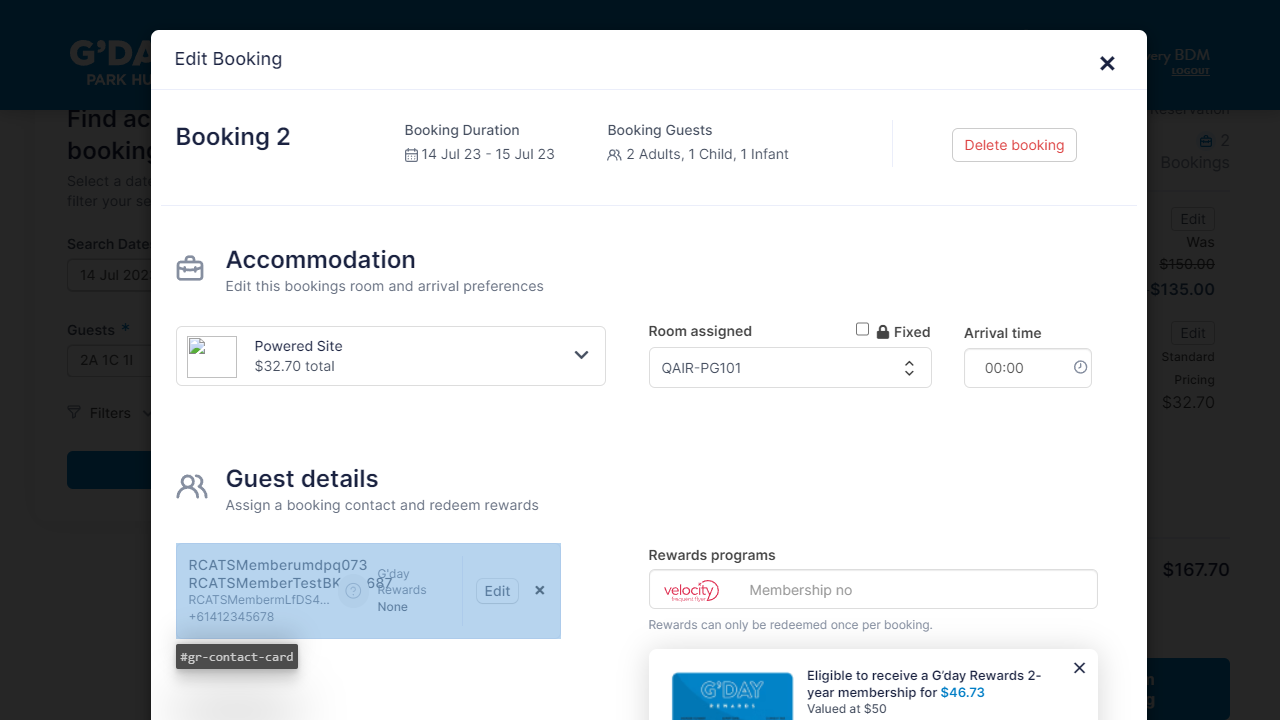 G'DA
PARK HU
very BDM
LOGOUT
Edit Booking
Find ac
booking
Select a date
filter your se
Search Date
14 Jul 202
Guests *
2A 1C 1I
Filters
Reservation
2
Bookings
Edit
Was
$150.00
$135.00
Edit
Standard
Pricing
$32.70
$167.70
Booking 2
Booking Duration
14 Jul 23 - 15 Jul 23
Booking Guests
2 Adults, 1 Child, 1 Infant
Delete booking
Accommodation
Edit this bookings room and arrival preferences
Powered Site
$32.70 total
Room assigned
Fixed
QAIR-PG101
Arrival time
00:00
Guest details
Assign a booking contact and redeem rewards
RCATSMemberumdpq073
RCATSMemberTestBK 687
RCATSMembermLfDS4...
+61412345678
G'day
Rewards
None
Edit
#gr-contact-card
Rewards programs
velocity
frequent flyer
Membership no
Rewards can only be redeemed once per booking.
G'DAY
REWARDS
Eligible to receive a G'day Rewards 2-
year membership for $46.73
Valued at $50